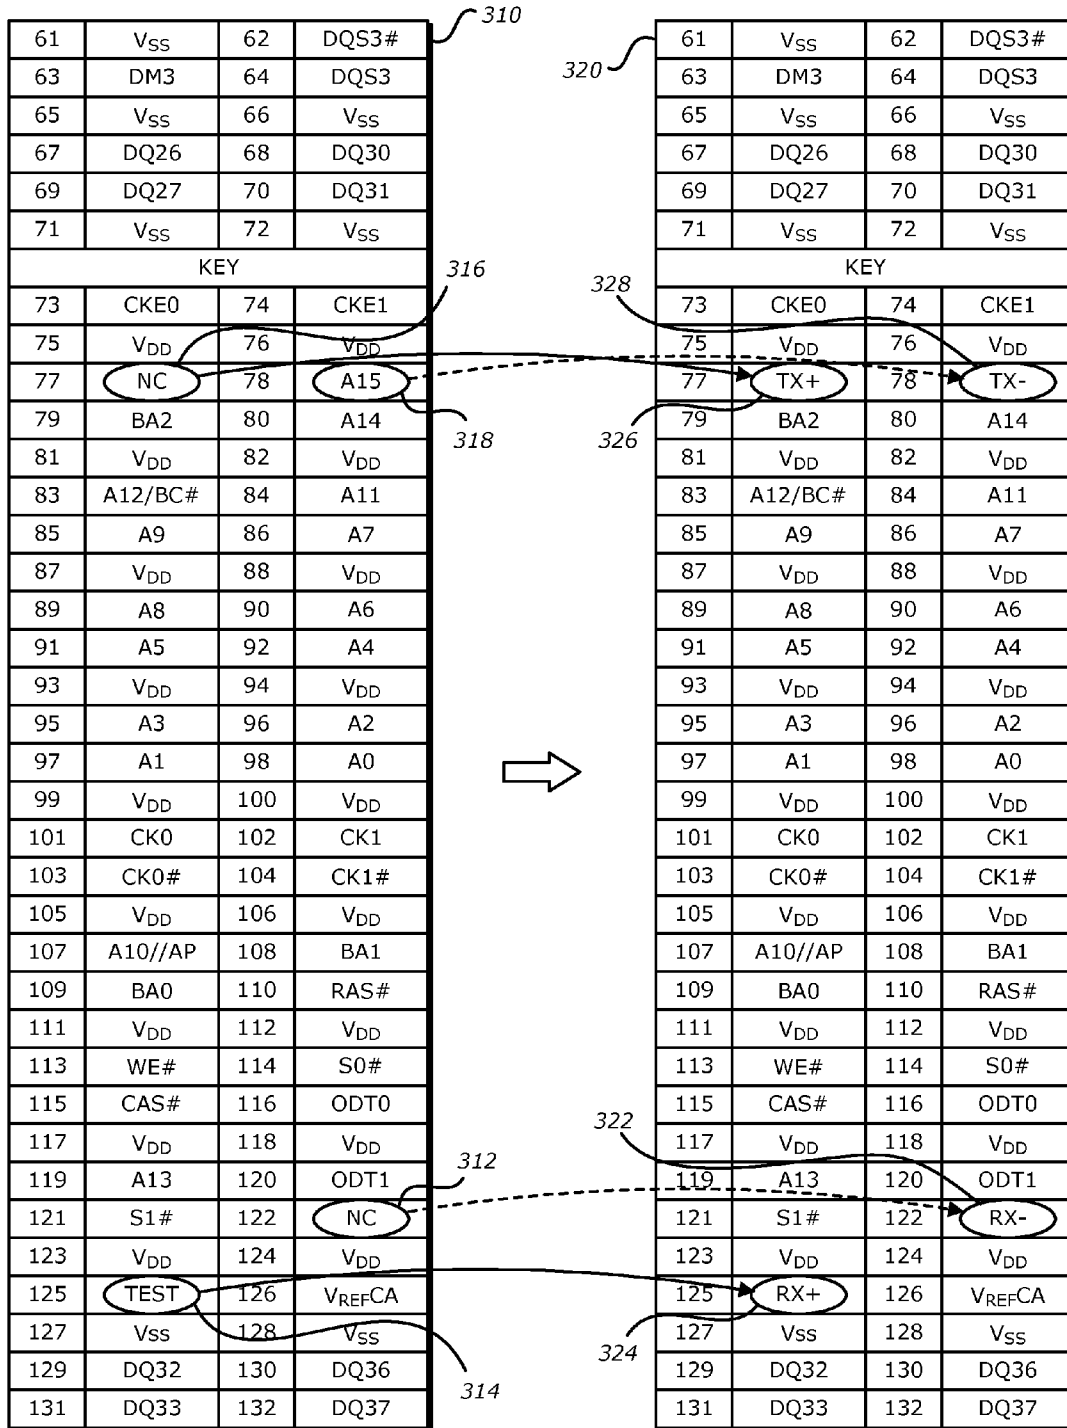 310
61 VSS 62 DQS3# 61 VSS 62 DQS3#
320
63 DM3 64 DQS3 63 DM3 64 DQS3
65 VSS 66 VSS 65 VSS 66 VSS
67 DQ26 68 DQ30 67 DQ26 68 DQ30
69 DQ27 70 DQ31 69 DQ27 70 DQ31
71 VSS 72 VSS 71 VSS 72 VSS
KEY 316 KEY
328
73 CKE0 74 CKE1 73 CKE0 74 CKE1
75 VDD 76 VDD 75 VDD 76 VDD
77 NC 78 A15 77 TX+ 78 TX-
79 BA2 80 A14 79 BA2 80 A14
318 326
81 VDD 82 VDD 81 VDD 82 VDD
83 A12/BC# 84 A11 83 A12/BC# 84 A11
85 A9 86 A7 85 A9 86 A7
87 VDD 88 VDD 87 VDD 88 VDD
89 A8 90 A6 89 A8 90 A6
91 A5 92 A4 91 A5 92 A4
93 VDD 94 VDD 93 VDD 94 VDD
95 A3 96 A2 95 A3 96 A2
97 A1 98 A0 97 A1 98 A0
99 VDD 100 VDD 99 VDD 100 VDD
101 CK0 102 CK1 101 CK0 102 CK1
103 CK0# 104 CK1# 103 CK0# 104 CK1#
105 VDD 106 VDD 105 VDD 106 VDD
107 A10//AP 108 BA1 107 A10//AP 108 BA1
109 BA0 110 RAS# 109 BA0 110 RAS#
111 VDD 112 VDD 111 VDD 112 VDD
113 WE# 114 S0# 113 WE# 114 S0#
115 CAS# 116 ODT0 115 CAS# 116 ODT0
322
117 VDD 118 VDD 117 VDD 118 VDD
312
119 A13 120 ODT1 119 A13 120 ODT1
121 S1# 122 NC 121 S1# 122 RX-
123 VDD 124 VDD 123 VDD 124 VDD
125 TEST 126 VREFCA 125 RX+ 126 VREFCA
127 VSS 128 VSS 127 VSS 128 VSS
324
129 DQ32 130 DQ36 129 DQ32 130 DQ36
314
131 DQ33 132 DQ37 131 DQ33 132 DQ37